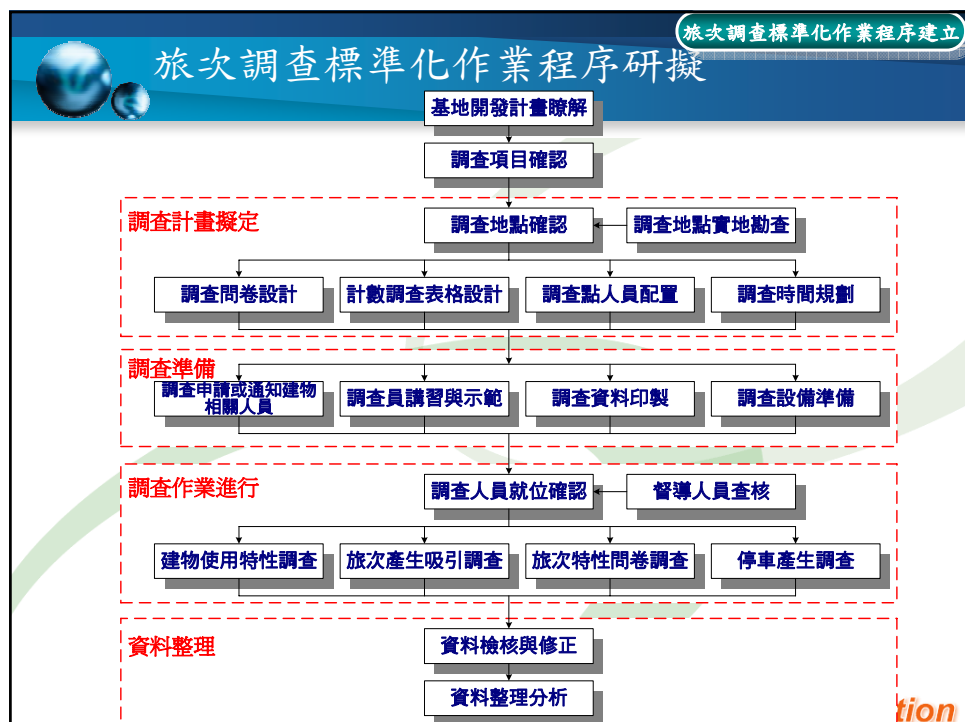 旅次調查標準化作業程序建立
旅次調查標準化作業程序研擬
基地開發計畫瞭解
調查項目確認
調查計畫擬定
調查地點確認
調查地點實地勘查
調查問卷設計
計數調查表格設計
調查點人員配置
調查時間規劃
調查準備
調查申請或通知建物
相關人員
調查員講習與示範
調查資料印製
調查設備準備
調查作業進行
調查人員就位確認
督導人員查核
建物使用特性調查
旅次產生吸引調查
旅次特性問卷調查
停車產生調查
資料整理
資料檢核與修正
資料整理分析
tion